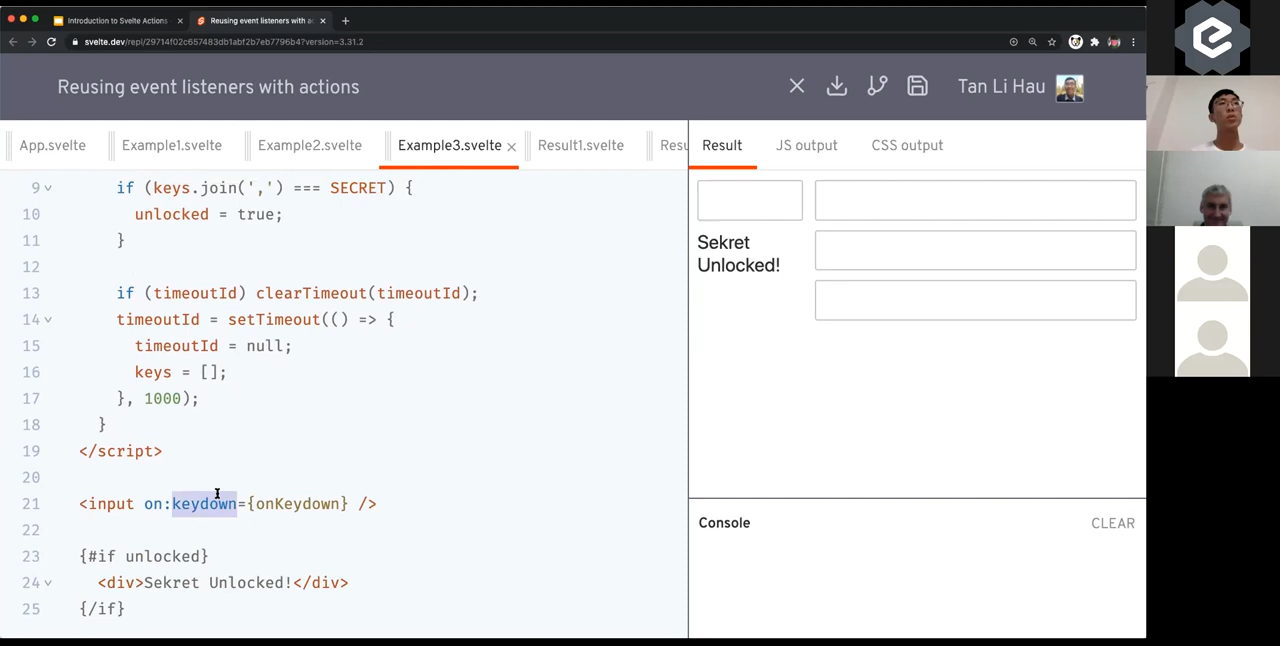 Introduction to Svelte Actions
Reusing event listeners with ac
svelte.dev/repl/29714f02c657483db1abf2b7eb7796b4?version=3.31.2
Reusing event listeners with actions
Tan Li Hau
App.svelte
Example1.svelte
Example2.svelte
Example3.svelte
Result1.svelte
Resu
Result
JS output
CSS output
9 if (keys.join(',') === SECRET) {
10 unlocked = true;
11 }
12
13 if (timeoutId) clearTimeout(timeoutId);
14 timeoutId = setTimeout(() => {
15 timeoutId = null;
16 keys = [];
17 }, 1000);
18 }
19 </script>
20
21 <input on:keydown={onKeydown} />
22
23 {#if unlocked}
24 <div>Sekret Unlocked!</div>
25 {/if}
Sekret
Unlocked!
Console
CLEAR